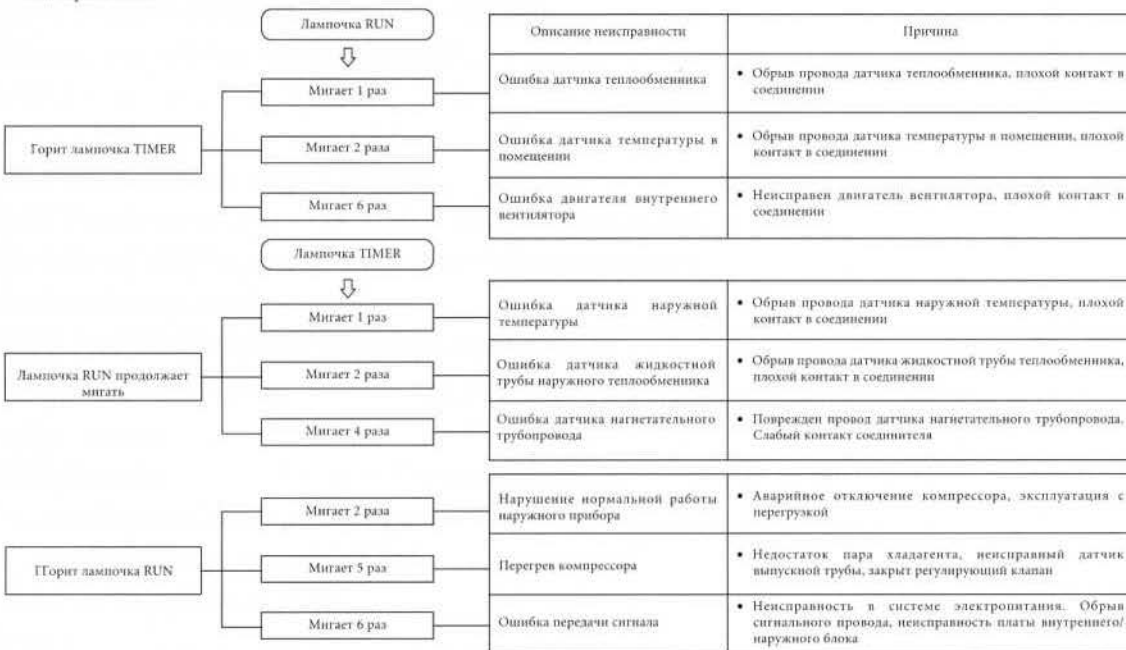 Лампочка RUN
Описание неисправности
Причина
Горит лампочка TIMER
Мигает 1 раз
Ошибка датчика теплообменника
• Обрыв провода датчика теплообменника, плохой контакт в
соединении
Мигает 2 раза
Ошибка датчика температуры в
помещении
• Обрыв провода датчика температуры в помещении, плохой
контакт в соединении
Мигает 6 раз
Ошибка двигателя внутреннего
вентилятора
• Неисправен двигатель вентилятора, плохой контакт в
соединении
Лампочка TIMER
Лампочка RUN продолжает
мигать
Мигает 1 раз
Ошибка датчика наружной
температуры
• Обрыв провода датчика наружной температуры, плохой
контакт в соединении
Мигает 2 раза
Ошибка датчика жидкостной
трубы наружного теплообменника
• Обрыв провода датчика жидкостной трубы теплообменника,
плохой контакт в соединении
Мигает 4 раза
Ошибка датчика нагнетательного
трубопровода
• Поврежден провод датчика нагнетательного трубопровода.
Слабый контакт соединителя
ГГорит лампочка RUN
Мигает 2 раза
Нарушение нормальной работы
наружного прибора
• Аварийное отключение компрессора, эксплуатация с
перегрузкой
Мигает 5 раз
Перегрев компрессора
• Недостаток пара хладагента, неисправный датчик
выпускной трубы, закрыт регулирующий клапан
Мигает 6 раз
Ошибка передачи сигнала
• Неисправность в системе электропитания. Обрыв
сигнального провода, неисправность платы внутреннего/
наружного блока